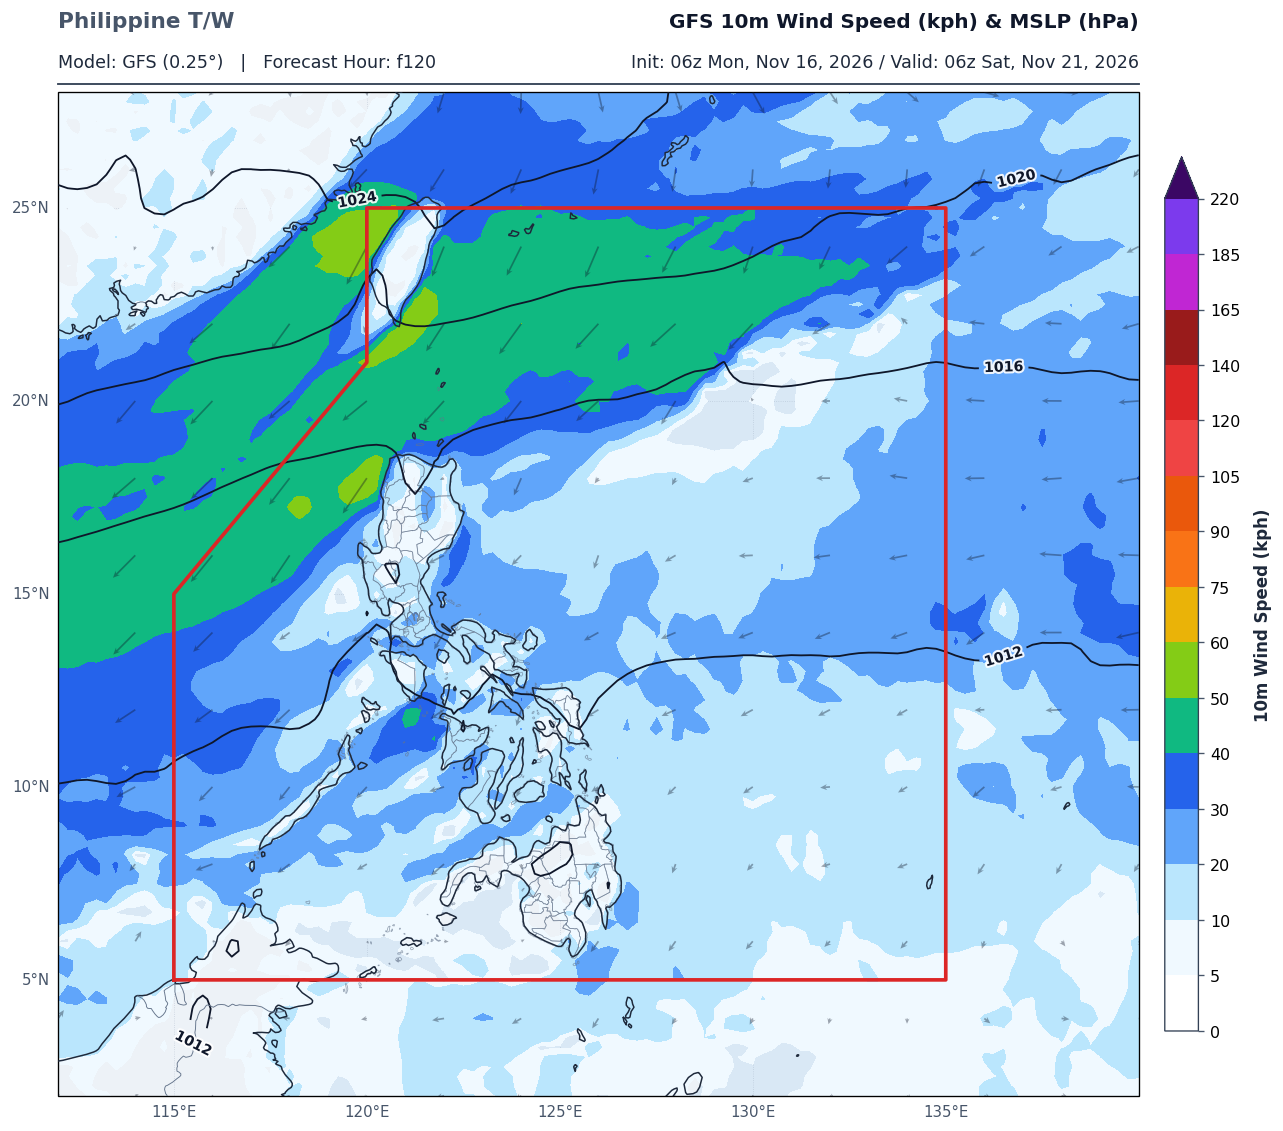 Philippine T/W
GFS 10m Wind Speed (kph) & MSLP (hPa)
Model: GFS (0.25°) | Forecast Hour: f120
Init: 06z Mon, Nov 16, 2026 / Valid: 06z Sat, Nov 21, 2026
25°N
20°N
15°N
10°N
5°N
115°E
120°E
125°E
130°E
135°E
1024
1020
1016
1012
1012
220
185
165
140
120
105
90
75
60
50
40
30
20
10
5
0
10m Wind Speed (kph)